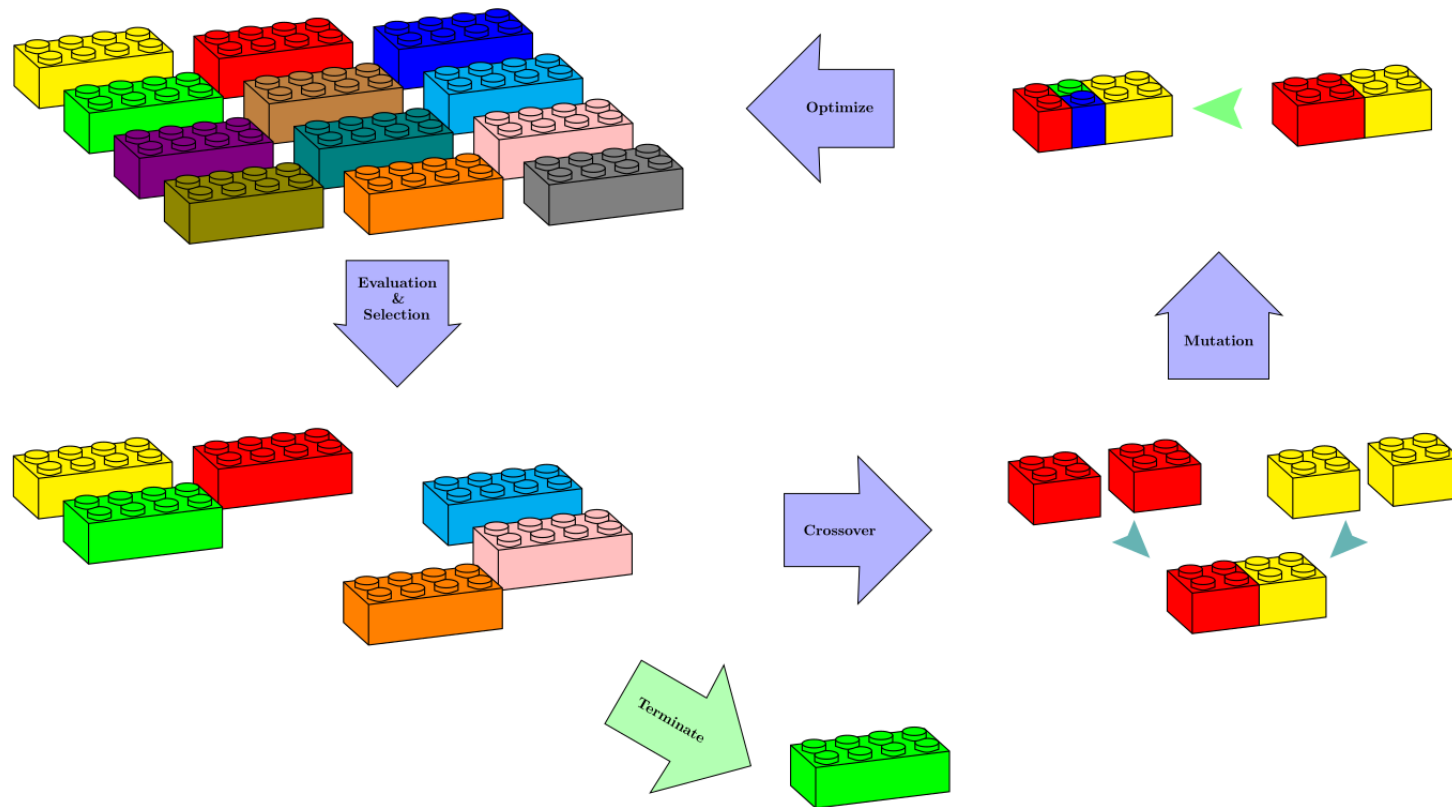 Optimize
Evaluation
&
Selection
Mutation
Crossover
Terminate